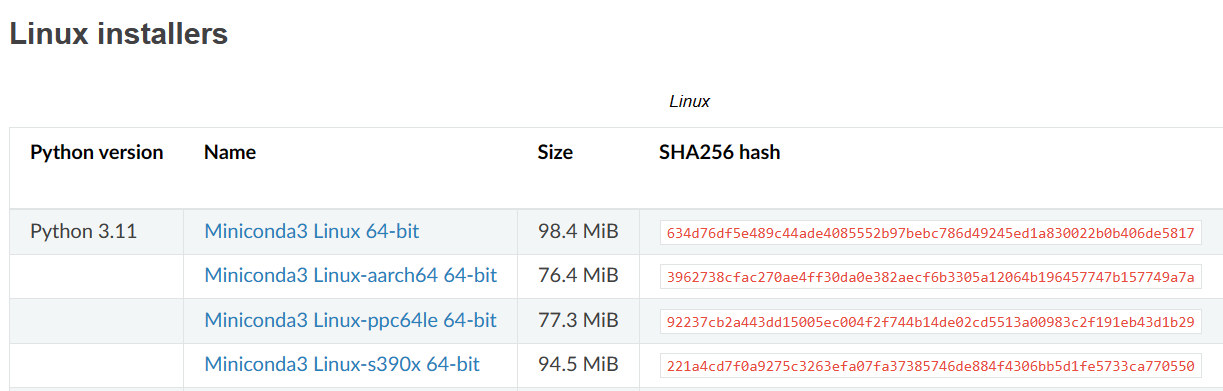 Linux installers
Linux
Python version Name Size SHA256 hash
Python 3.11 Miniconda3 Linux 64-bit 98.4 MiB 634d76df5e489c44ade4085552b97bebc786d49245ed1a830022b0b406de5817
Miniconda3 Linux-aarch64 64-bit 76.4 MiB 3962738cfac270ae4ff30da0e382aecf6b3305a12064b196457747b157749a7a
Miniconda3 Linux-ppc64le 64-bit 77.3 MiB 92237cb2a443dd15005ec004f2f744b14de02cd5513a00983c2f191eb43d1b29
Miniconda3 Linux-s390x 64-bit 94.5 MiB 221a4cd7f0a9275c3263efa07fa37385746de884f4306bb5d1fe5733ca770550